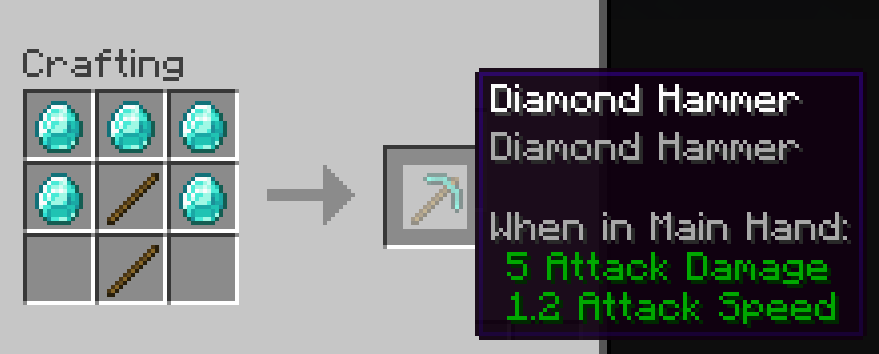 Crafting
Diamond Hammer
Diamond Hammer
When in Main Hand:
5 Attack Damage
1.2 Attack Speed